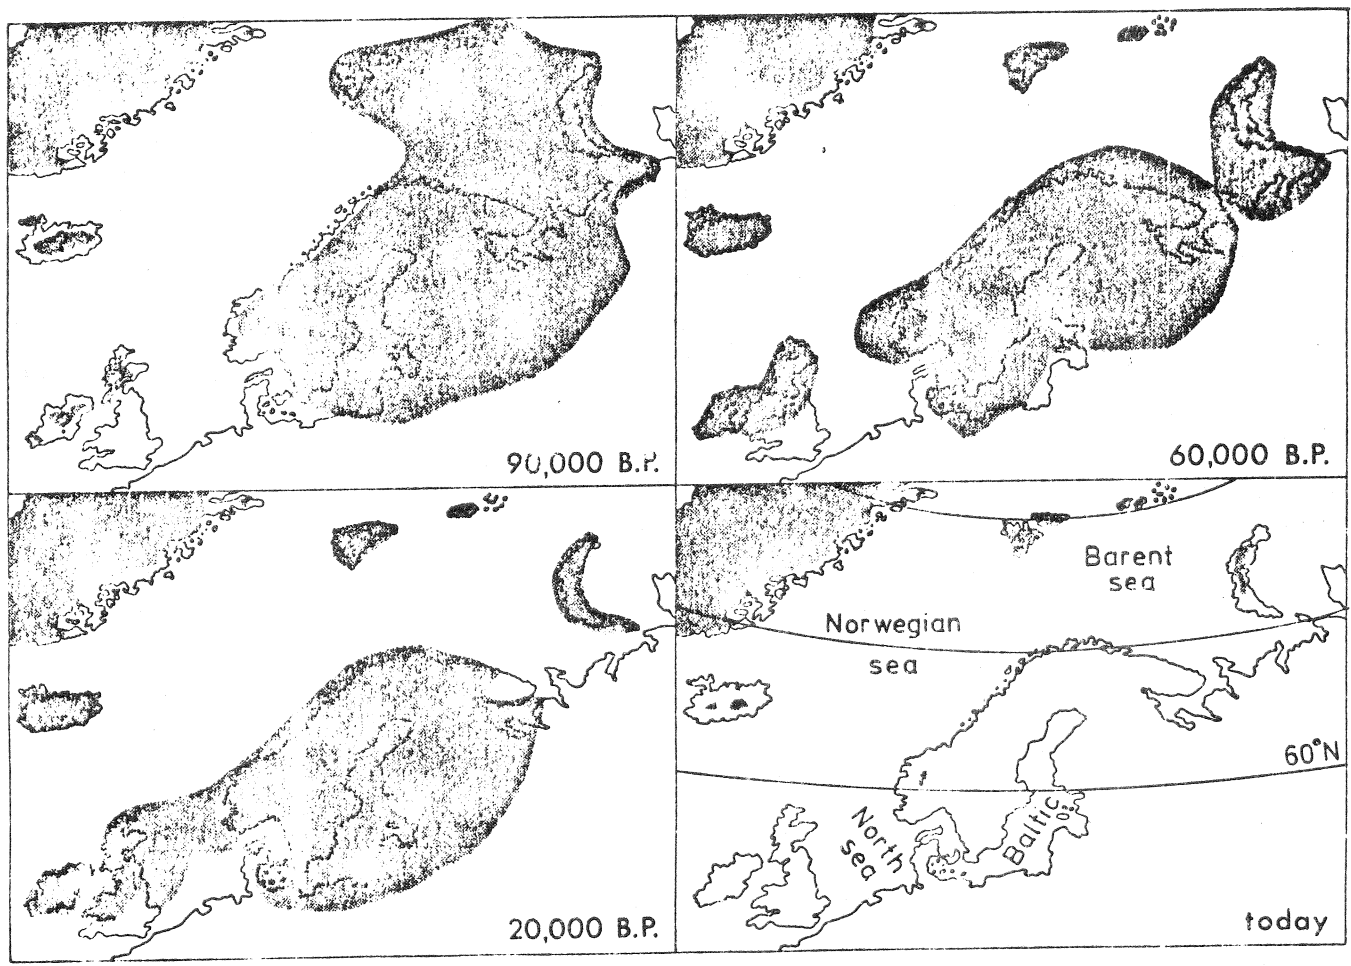 90,000 B.P.
60,000 B.P.
20,000 B.P.
Barent
sea
Norwegian
sea
60°N
North
sea
Baltic
today